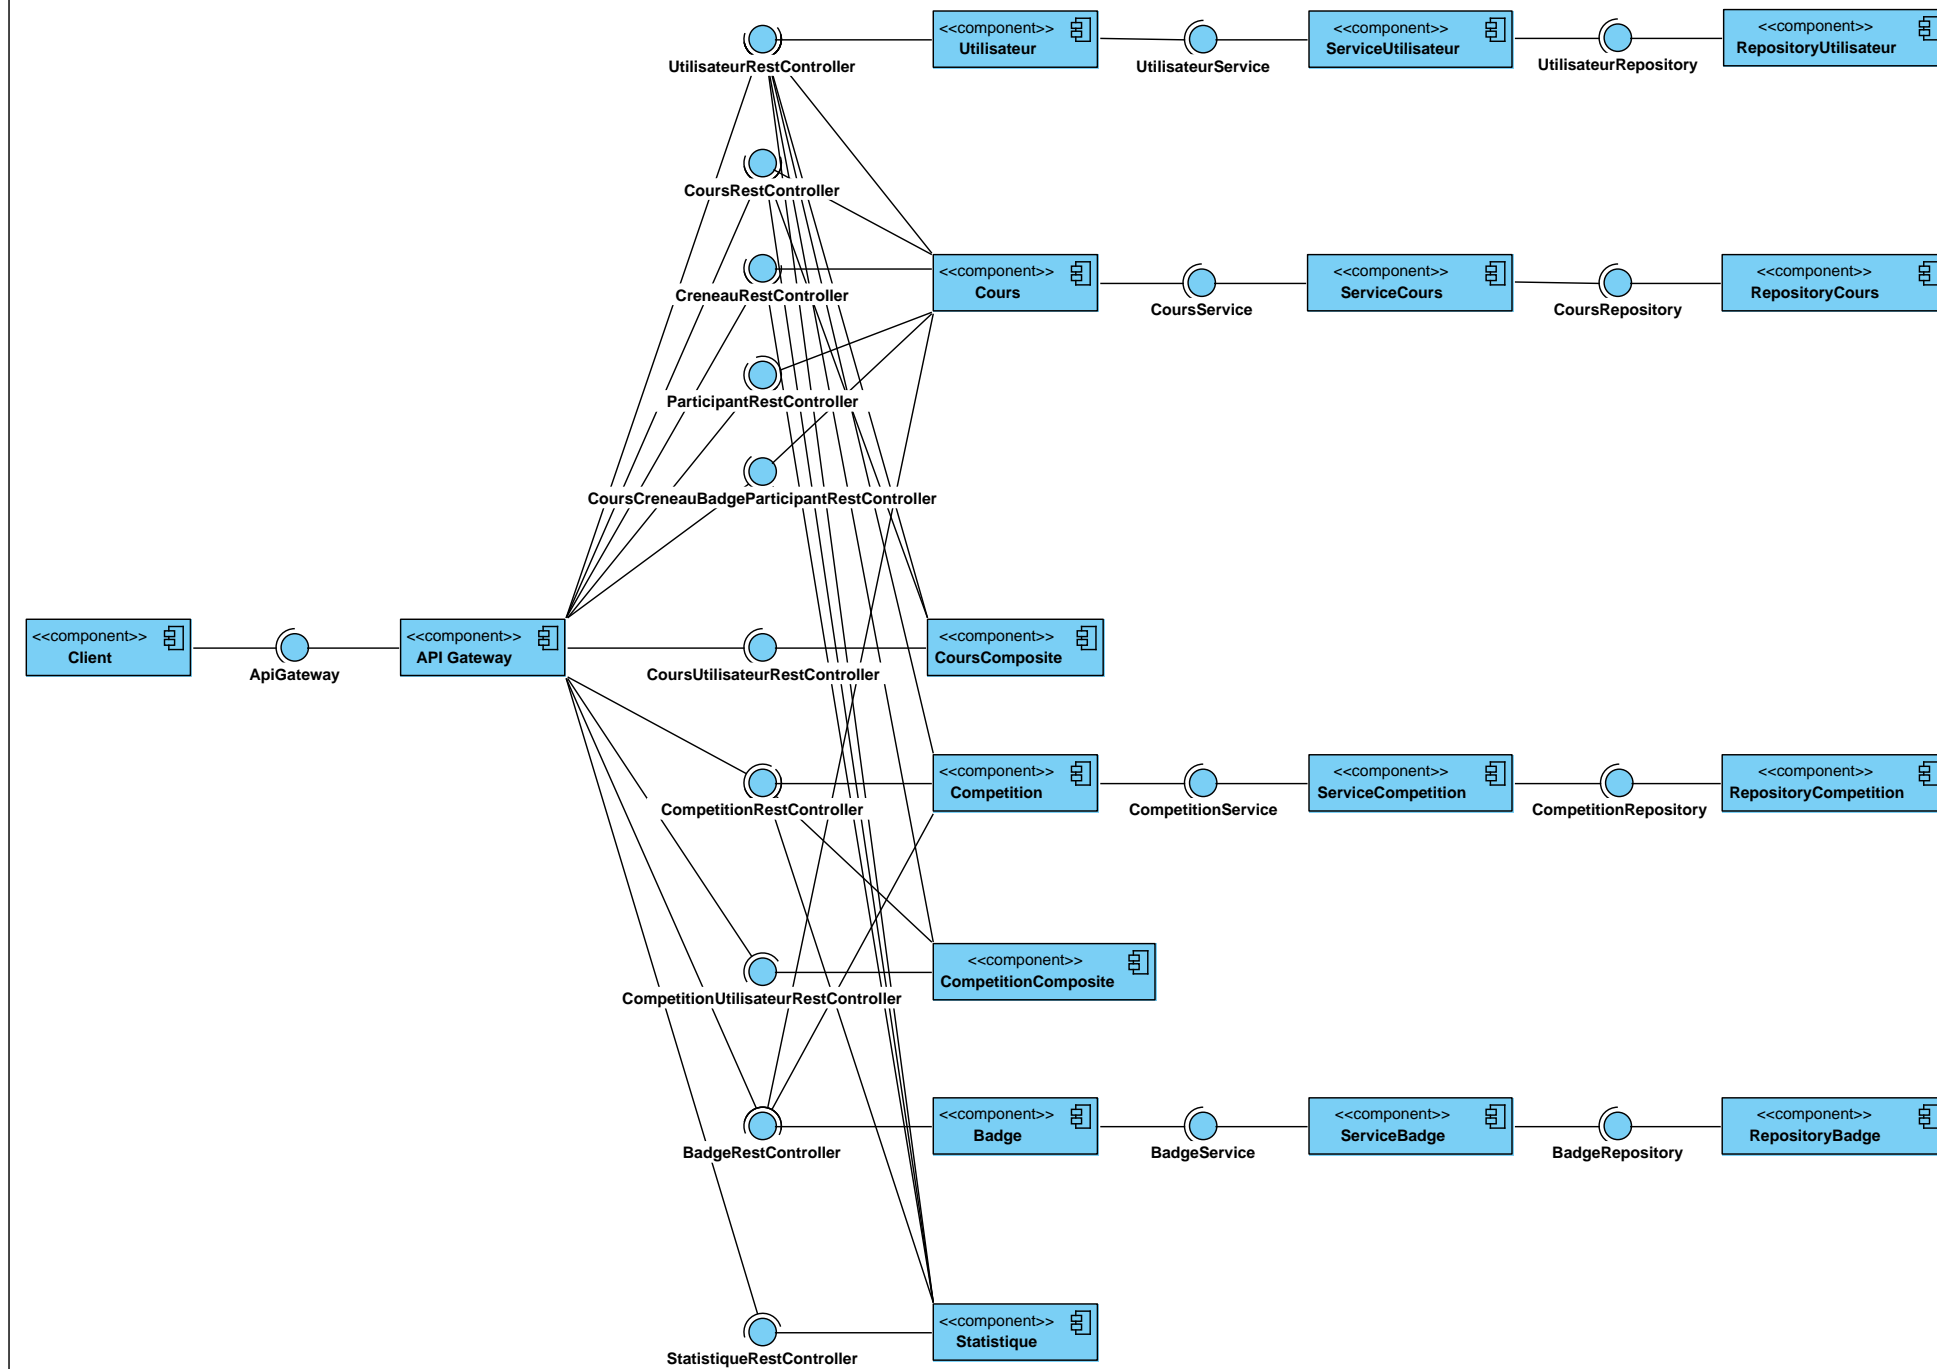 <<component>>
Utilisateur
<<component>>
ServiceUtilisateur
<<component>>
RepositoryUtilisateur
UtilisateurRestController
UtilisateurService
UtilisateurRepository
CoursRestController
<<component>>
Cours
<<component>>
ServiceCours
<<component>>
RepositoryCours
CreneauRestController
CoursService
CoursRepository
ParticipantRestController
CoursCreneauBadgeParticipantRestController
<<component>>
Client
<<component>>
API Gateway
<<component>>
CoursComposite
ApiGateway
CoursUtilisateurRestController
<<component>>
Competition
<<component>>
ServiceCompetition
<<component>>
RepositoryCompetition
CompetitionRestController
CompetitionService
CompetitionRepository
<<component>>
CompetitionComposite
CompetitionUtilisateurRestController
<<component>>
Badge
<<component>>
ServiceBadge
<<component>>
RepositoryBadge
BadgeRestController
BadgeService
BadgeRepository
<<component>>
Statistique
StatistiqueRestController